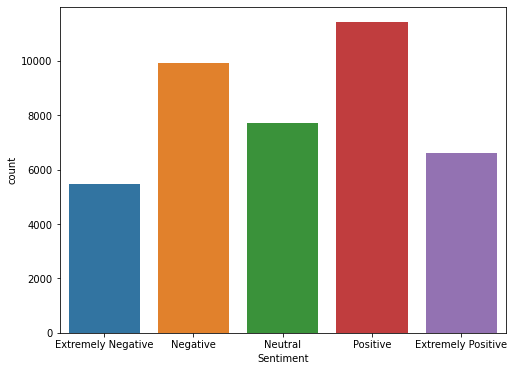 10000
8000
6000
4000
2000
0
count
Extremely Negative Negative Neutral Positive Extremely Positive
Sentiment